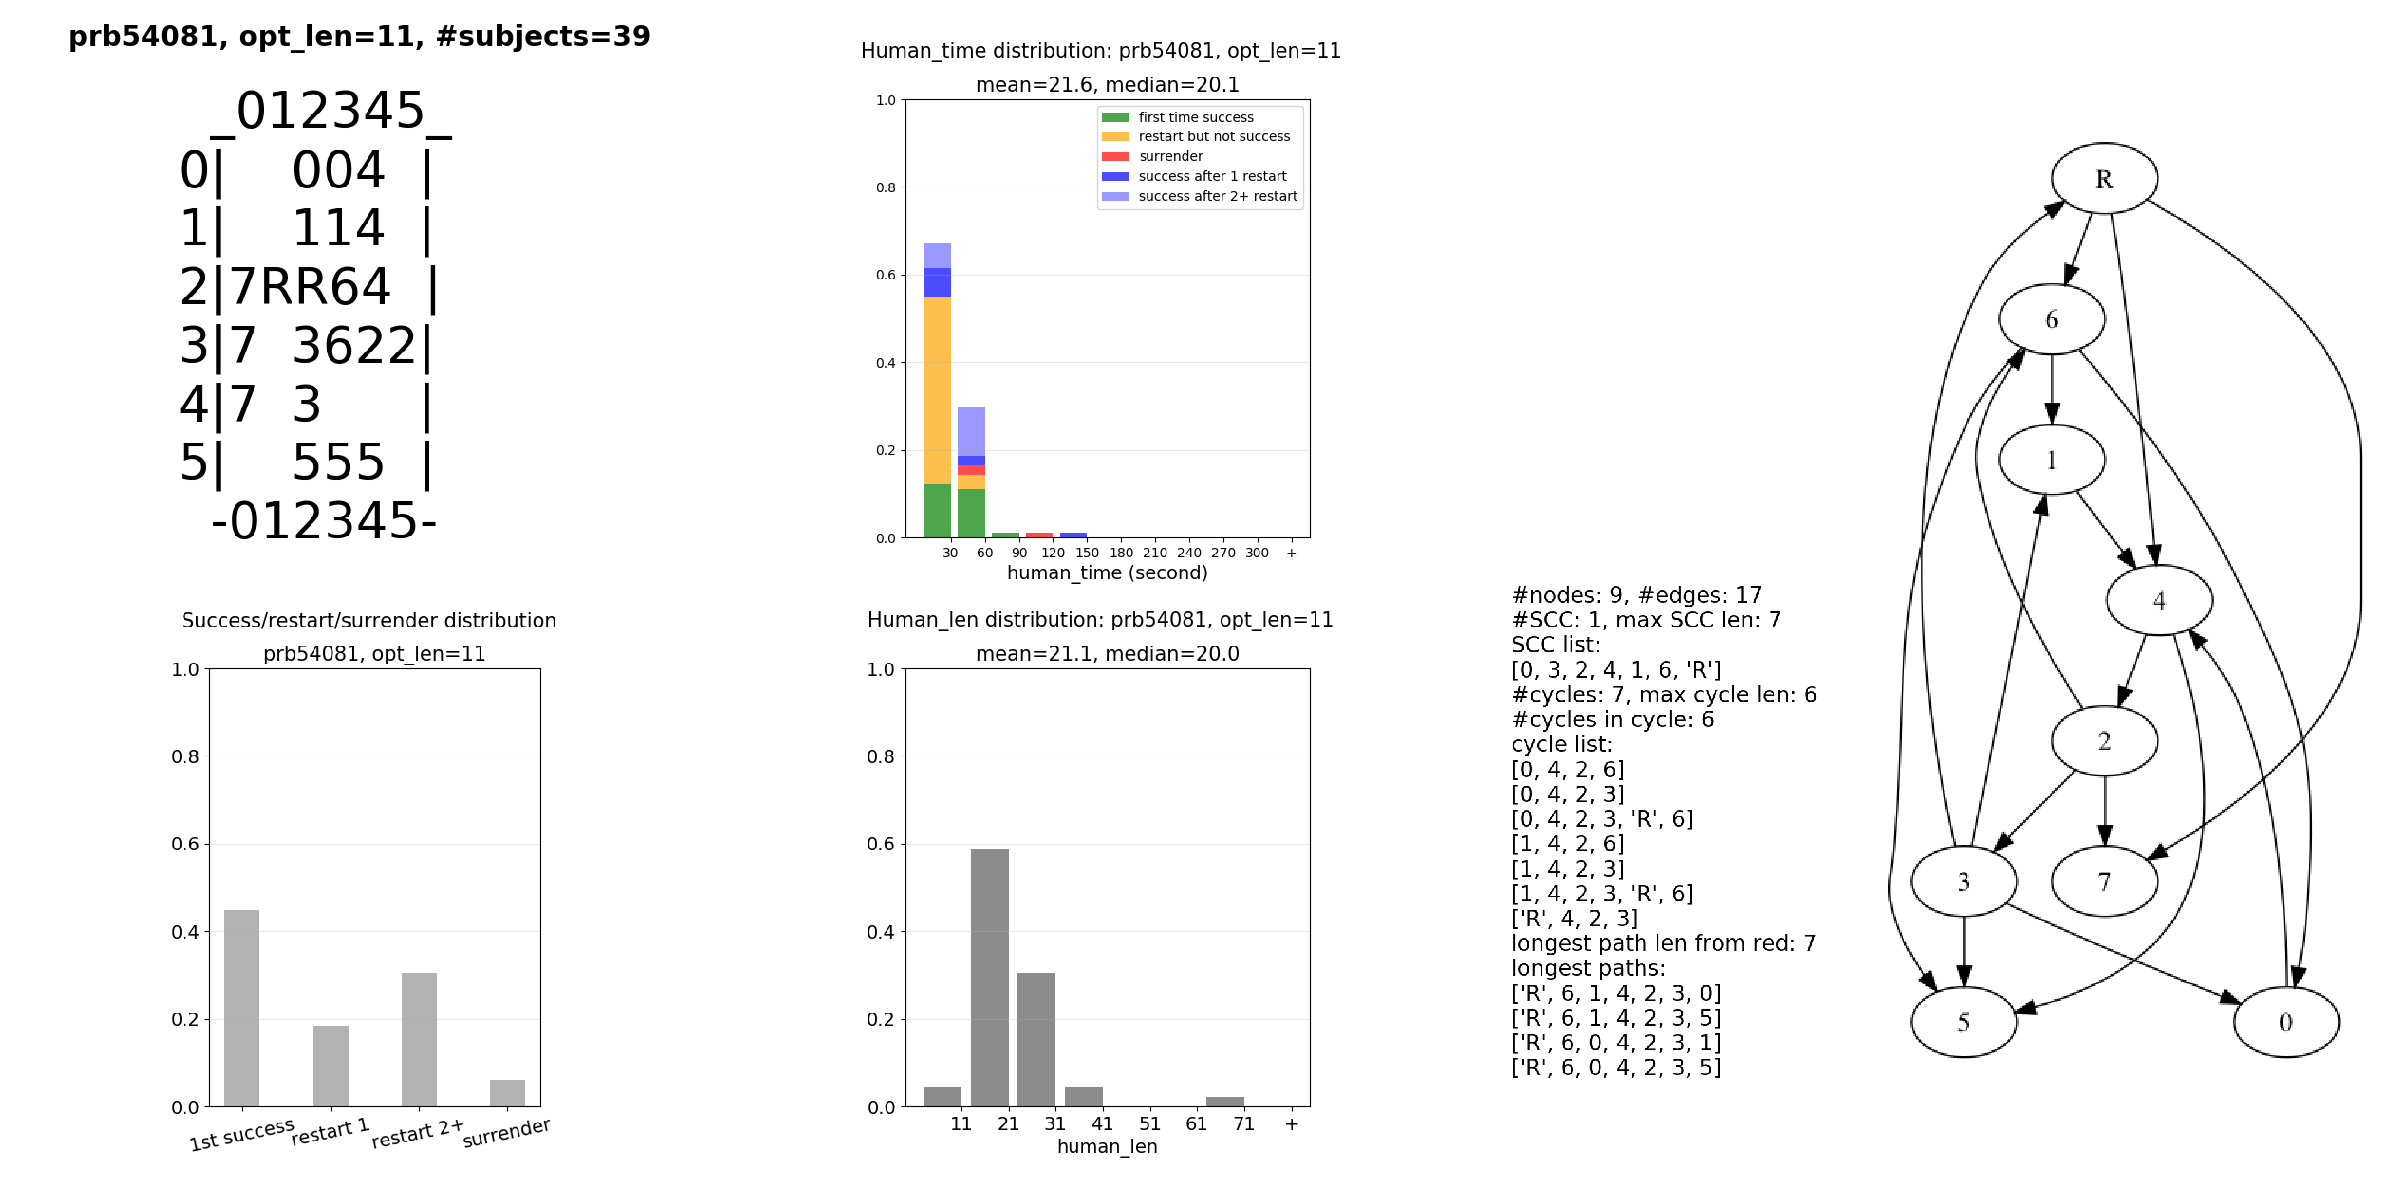 prb54081, opt_len=11, #subjects=39
_012345_
0|  004 |
1|  114 |
2|7RR64 |
3|7 3622|
4|7 3   |
5|  555 |
-012345-
Human_time distribution: prb54081, opt_len=11
mean=21.6, median=20.1
1.0
0.8
0.6
0.4
0.2
0.0
first time success
restart but not success
surrender
success after 1 restart
success after 2+ restart
30 60 90 120 150 180 210 240 270 300 +
human_time (second)
Success/restart/surrender distribution
prb54081, opt_len=11
1.0
0.8
0.6
0.4
0.2
0.0
1st success restart 1 restart 2+ surrender
Human_len distribution: prb54081, opt_len=11
mean=21.1, median=20.0
1.0
0.8
0.6
0.4
0.2
0.0
11 21 31 41 51 61 71 +
human_len
#nodes: 9, #edges: 17
#SCC: 1, max SCC len: 7
SCC list:
[0, 3, 2, 4, 1, 6, 'R']
#cycles: 7, max cycle len: 6
#cycles in cycle: 6
cycle list:
[0, 4, 2, 6]
[0, 4, 2, 3]
[0, 4, 2, 3, 'R', 6]
[1, 4, 2, 6]
[1, 4, 2, 3]
[1, 4, 2, 3, 'R', 6]
['R', 4, 2, 3]
longest path len from red: 7
longest paths:
['R', 6, 1, 4, 2, 3, 0]
['R', 6, 1, 4, 2, 3, 5]
['R', 6, 0, 4, 2, 3, 1]
['R', 6, 0, 4, 2, 3, 5]
R
6
1
4
2
3
7
5
0